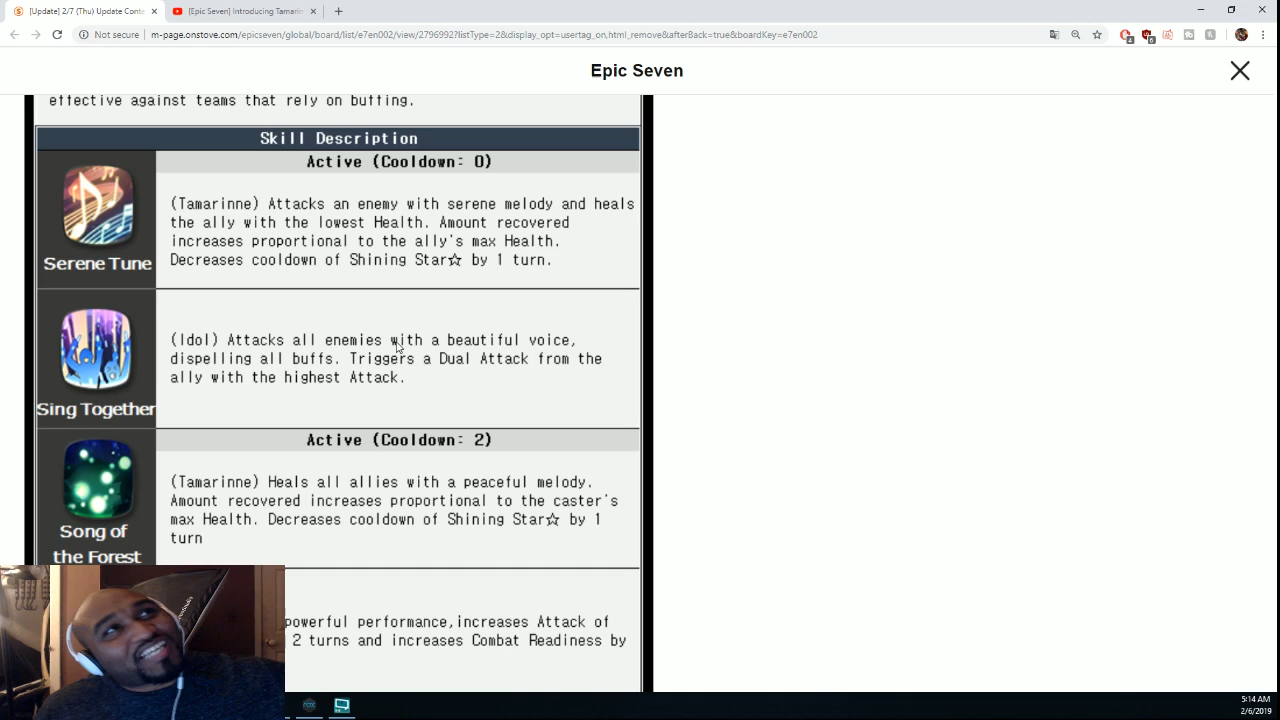 [Update] 2/7 (Thu) Update Conte
[Epic Seven] Introducing Tamarin
Not secure
m-page.onstove.com/epicseven/global/board/list/e7en002/view/2796992?listType=2&display_opt=usertag_on,html_remove&afterBack=true&boardKey=e7en002
Epic Seven
effective against teams that rely on buffing.
Skill Description
Active (Cooldown: 0)
(Tamarinne) Attacks an enemy with serene melody and heals
the ally with the lowest Health. Amount recovered
increases proportional to the ally's max Health.
Decreases cooldown of Shining Star☆ by 1 turn.
Serene Tune
(Idol) Attacks all enemies with a beautiful voice,
dispelling all buffs. Triggers a Dual Attack from the
ally with the highest Attack.
Sing Together
Active (Cooldown: 2)
(Tamarinne) Heals all allies with a peaceful melody.
Amount recovered increases proportional to the caster's
max Health. Decreases cooldown of Shining Star☆ by 1
turn
Song of
the Forest
powerful performance,increases Attack of
2 turns and increases Combat Readiness by
5:14 AM
2/6/2019